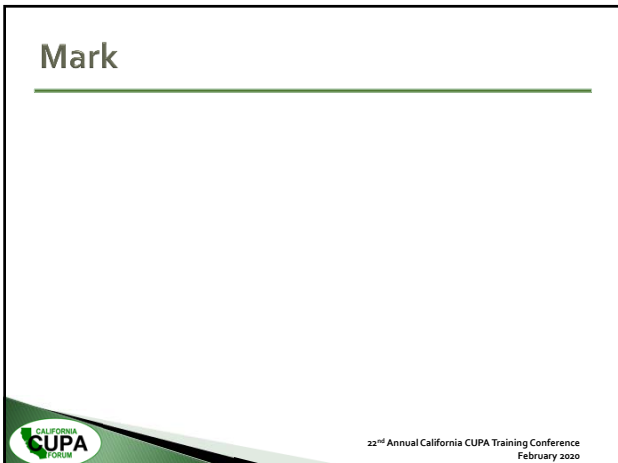 Mark
CALIFORNIA
CUPA
FORUM
22nd Annual California CUPA Training Conference
February 2020